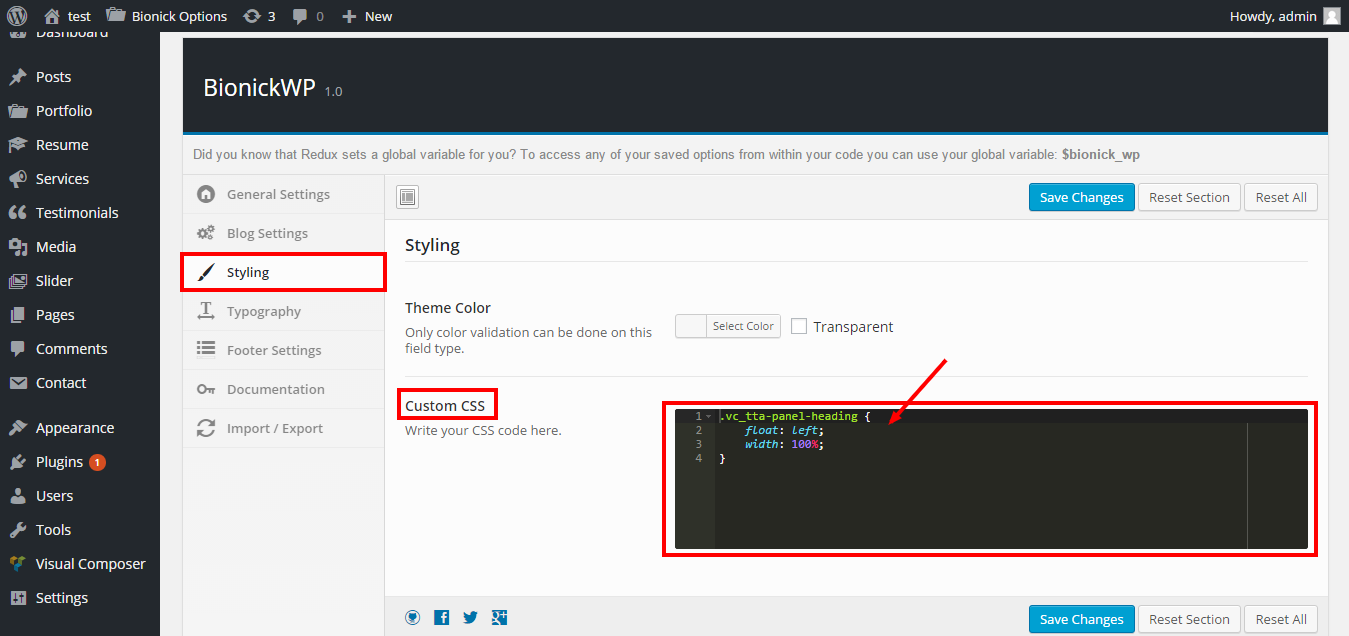 test
Bionick Options
3
0
New
Howdy, admin
Dashboard
Posts
Portfolio
Resume
Services
Testimonials
Media
Slider
Pages
Comments
Contact
Appearance
Plugins 1
Users
Tools
Visual Composer
Settings
BionickWP 1.0
Did you know that Redux sets a global variable for you? To access any of your saved options from within your code you can use your global variable: $bionick_wp
General Settings
Blog Settings
Styling
Typography
Footer Settings
Documentation
Import / Export
Save Changes
Reset Section
Reset All
Styling
Theme Color
Only color validation can be done on this
field type.
Select Color
Transparent
Custom CSS
Write your CSS code here.
1 .vc_tta-panel-heading {
2 float: left;
3 width: 100%;
4 }
Save Changes
Reset Section
Reset All